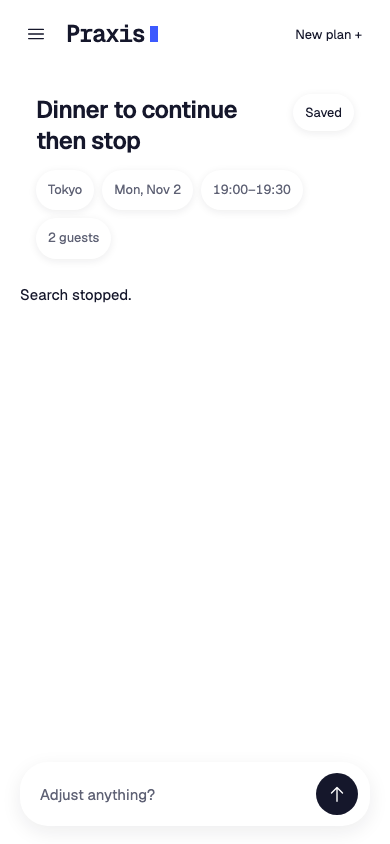 Praxis
New plan +
Dinner to continue
then stop
Saved
Tokyo
Mon, Nov 2
19:00–19:30
2 guests
Search stopped.
Adjust anything?